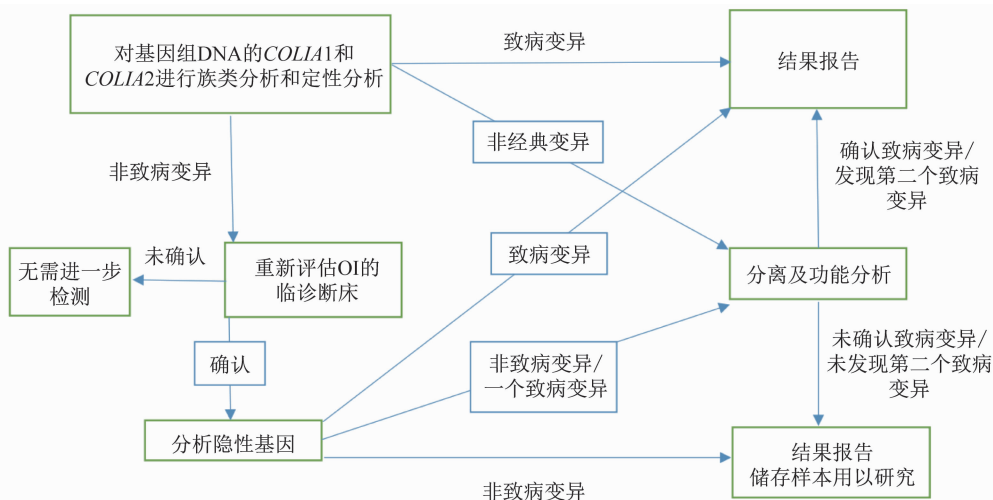 对基因组DNA的COLIA1和
COLIA2进行族类分析和定性分析
致病变异
结果报告
非经典变异
非致病变异
确认致病变异/
发现第二个致病
变异
致病变异
无需进一步
检测
未确认
重新评估OI的
临诊断床
分离及功能分析
确认
非致病变异/
一个致病变异
未确认致病变异/
未发现第二个致病
变异
分析隐性基因
非致病变异
结果报告
储存样本用以研究